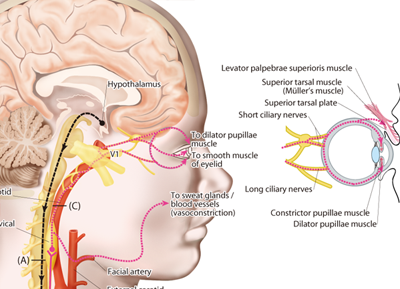 Hypothalamus
V1
To dilator pupillae
muscle
To smooth muscle
of eyelid
To sweat glands /
blood vessels
(vasoconstriction)
(C)
(A)
Facial artery
External carotid
Levator palpebrae superioris muscle
Superior tarsal muscle
(Müller's muscle)
Superior tarsal plate
Short ciliary nerves
Long ciliary nerves
Constrictor pupillae muscle
Dilator pupillae muscle